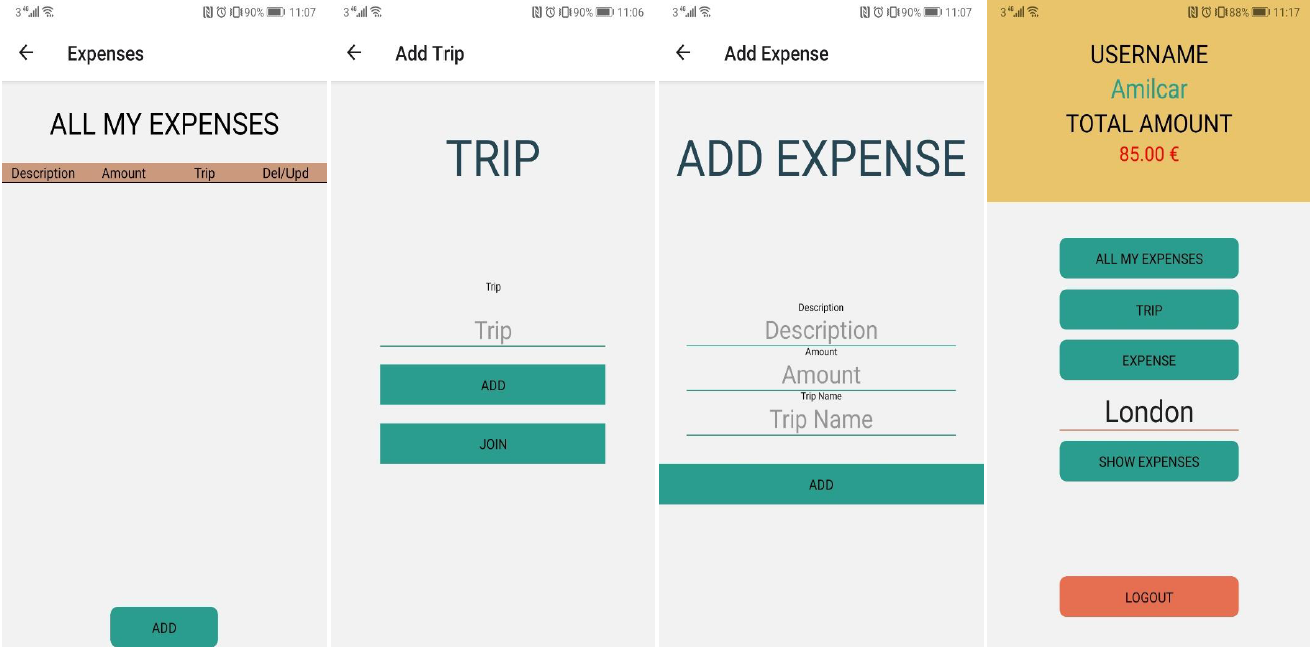 3 4G 90% 11:07
Expenses
ALL MY EXPENSES
Description Amount Trip Del/Upd
ADD
3 4G 90% 11:06
Add Trip
TRIP
Trip
Trip
ADD
JOIN
3 4G 90% 11:07
Add Expense
ADD EXPENSE
Description
Description
Amount
Amount
Trip Name
Trip Name
ADD
3 4G 88% 11:17
USERNAME
Amilcar
TOTAL AMOUNT
85.00 €
ALL MY EXPENSES
TRIP
EXPENSE
London
SHOW EXPENSES
LOGOUT